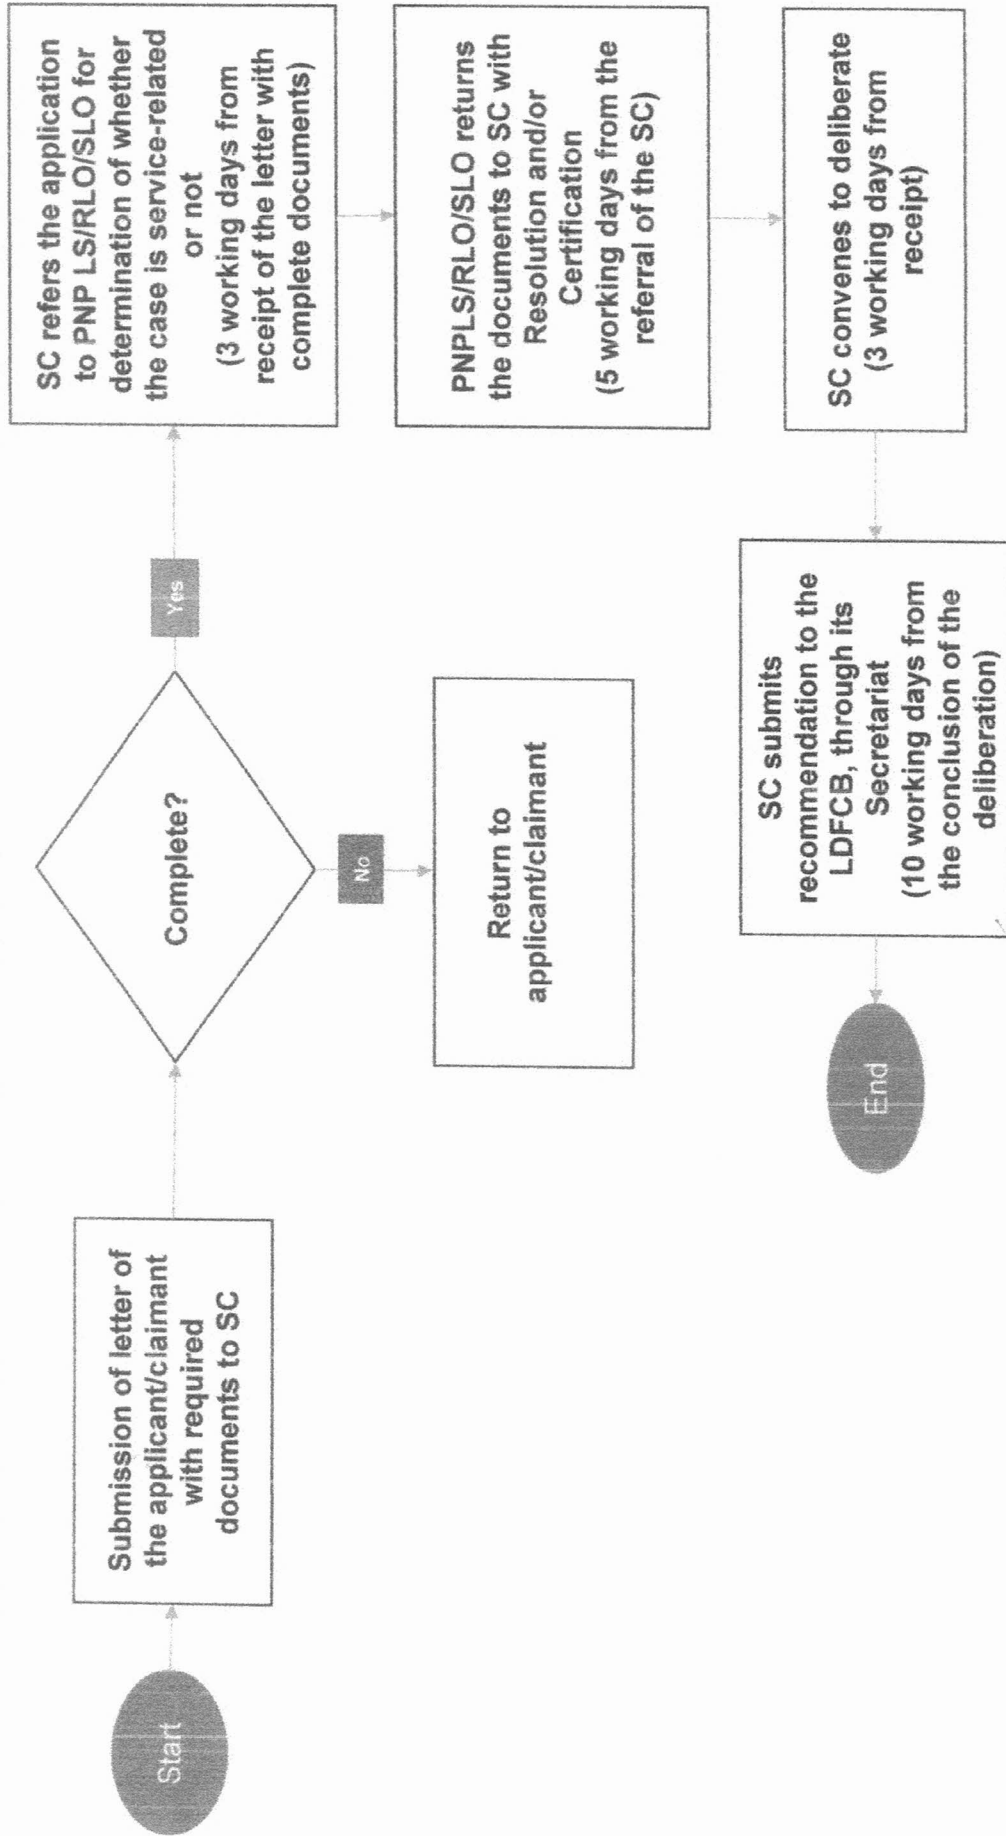 Start
Submission of letter of
the applicant/claimant
with required
documents to SC
Complete?
Yes
No
Return to
applicant/claimant
SC refers the application
to PNP LS/RLO/SLO for
determination of whether
the case is service-related
or not
(3 working days from
receipt of the letter with
complete documents)
PNPLS/RLO/SLO returns
the documents to SC with
Resolution and/or
Certification
(5 working days from the
referral of the SC)
SC convenes to deliberate
(3 working days from
receipt)
SC submits
recommendation to the
LDFCB, through its
Secretariat
(10 working days from
the conclusion of the
deliberation)
End